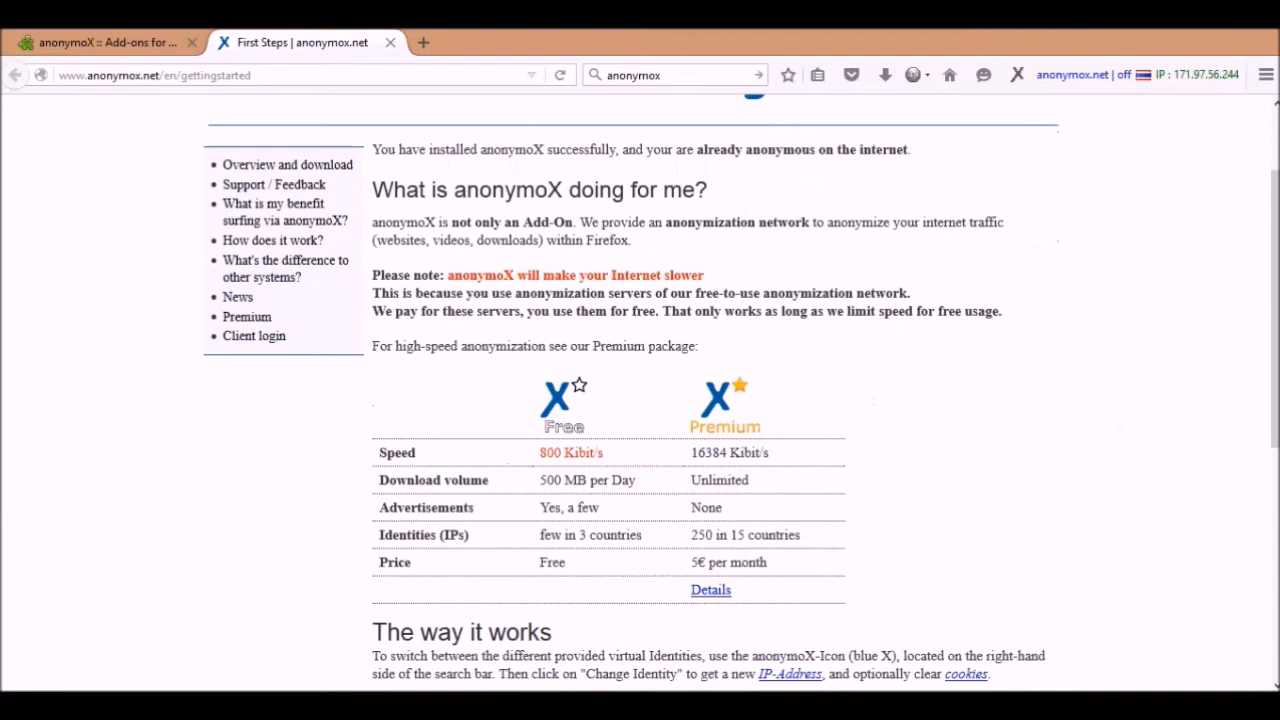 anonymoX :: Add-ons for ...
First Steps | anonymox.net
www.anonymox.net/en/gettingstarted
anonymox
anonymox.net | off
IP : 171.97.56.244
Overview and download
Support / Feedback
What is my benefit
surfing via anonymoX?
How does it work?
What's the difference to
other systems?
News
Premium
Client login
You have installed anonymoX successfully, and your are already anonymous on the internet.
What is anonymoX doing for me?
anonymoX is not only an Add-On. We provide an anonymization network to anonymize your internet traffic
(websites, videos, downloads) within Firefox.
Please note: anonymoX will make your Internet slower
This is because you use anonymization servers of our free-to-use anonymization network.
We pay for these servers, you use them for free. That only works as long as we limit speed for free usage.
For high-speed anonymization see our Premium package:
X X
Free Premium
Speed 800 Kibit/s 16384 Kibit/s
Download volume 500 MB per Day Unlimited
Advertisements Yes, a few None
Identities (IPs) few in 3 countries 250 in 15 countries
Price Free 5€ per month
Details
The way it works
To switch between the different provided virtual Identities, use the anonymoX-Icon (blue X), located on the right-hand
side of the search bar. Then click on "Change Identity" to get a new IP-Address, and optionally clear cookies.